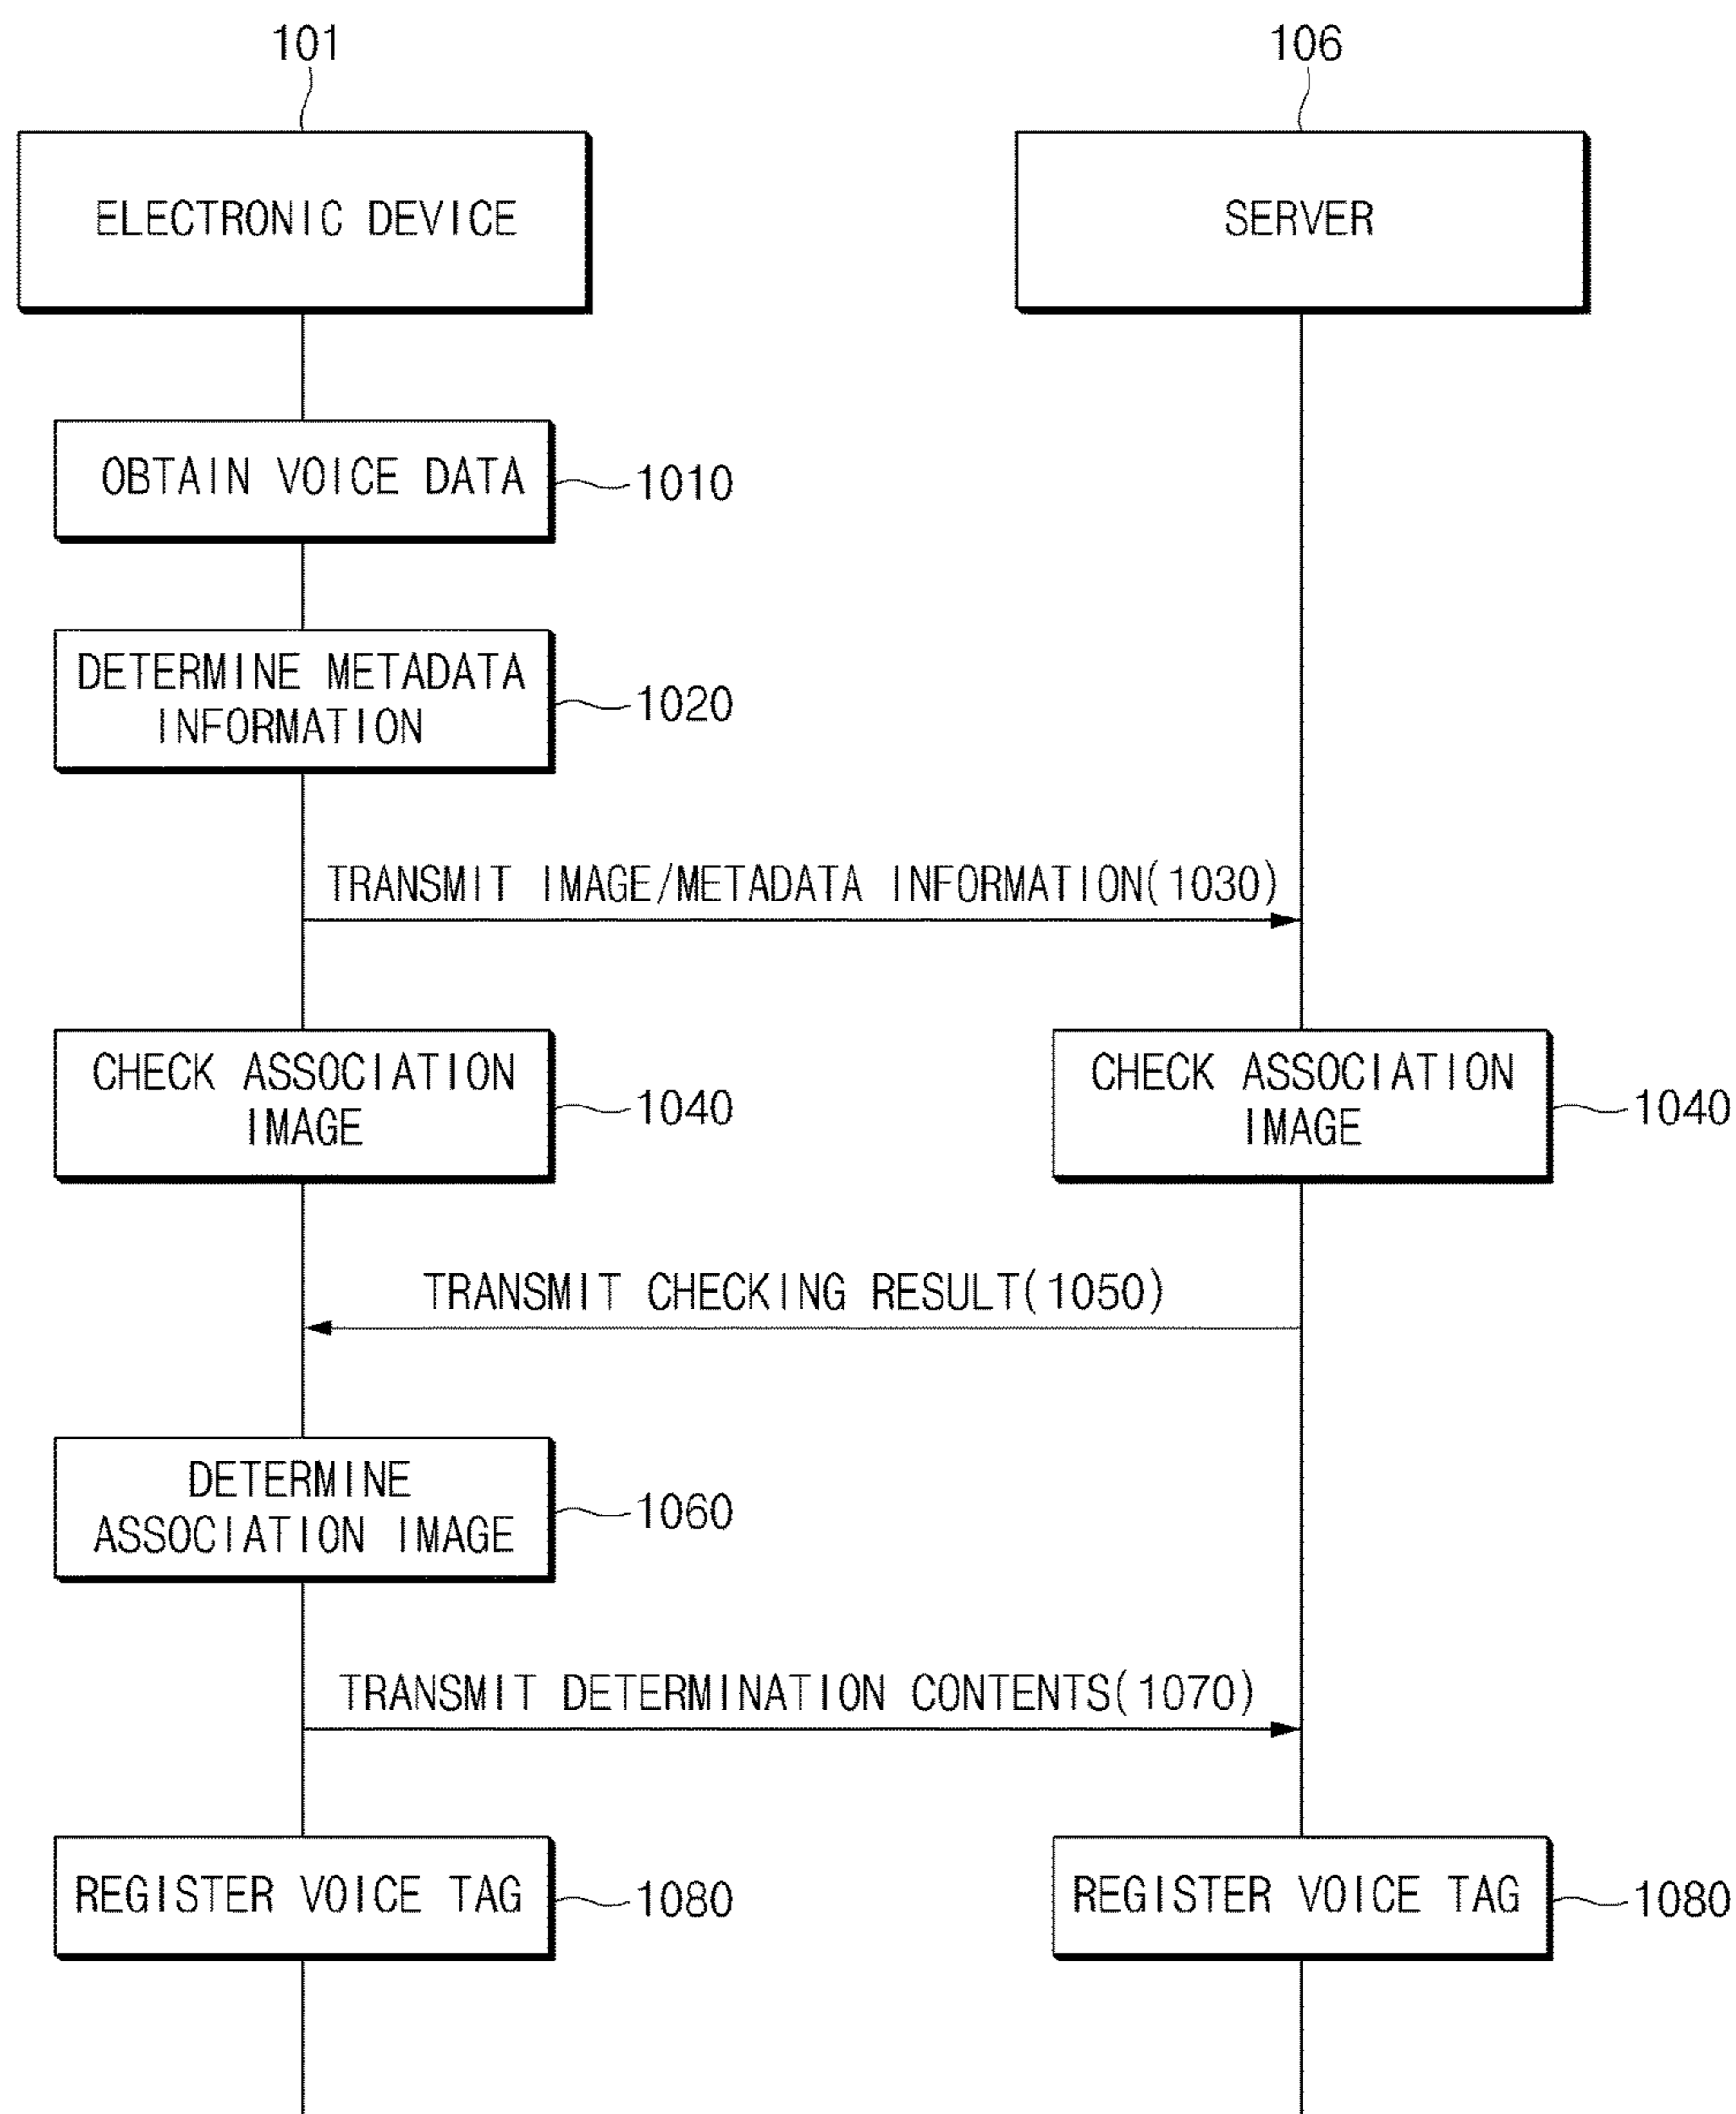 101
106
ELECTRONIC DEVICE
SERVER
OBTAIN VOICE DATA
1010
DETERMINE METADATA
INFORMATION
1020
TRANSMIT IMAGE/METADATA INFORMATION(1030)
CHECK ASSOCIATION
IMAGE
1040
CHECK ASSOCIATION
IMAGE
1040
TRANSMIT CHECKING RESULT(1050)
DETERMINE
ASSOCIATION IMAGE
1060
TRANSMIT DETERMINATION CONTENTS(1070)
REGISTER VOICE TAG
1080
REGISTER VOICE TAG
1080